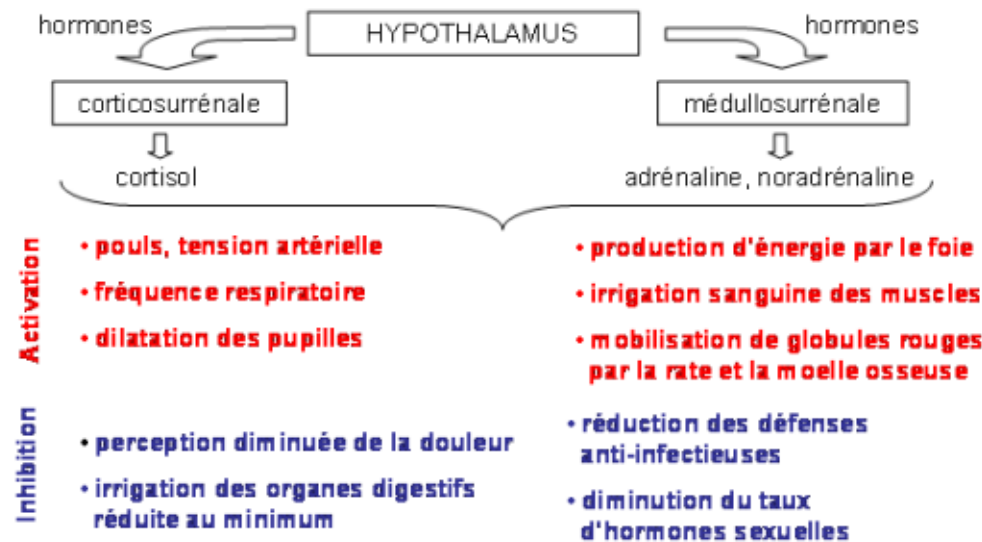 hormones
HYPOTHALAMUS
hormones
corticosurrénale
médullosurrénale
cortisol
adrénaline, noradrénaline
Activation
• pouls, tension artérielle
• fréquence respiratoire
• dilatation des pupilles
• production d'énergie par le foie
• irrigation sanguine des muscles
• mobilisation de globules rouges
par la rate et la moelle osseuse
Inhibition
• perception diminuée de la douleur
• irrigation des organes digestifs
réduite au minimum
• réduction des défenses
anti-infectieuses
• diminution du taux
d'hormones sexuelles